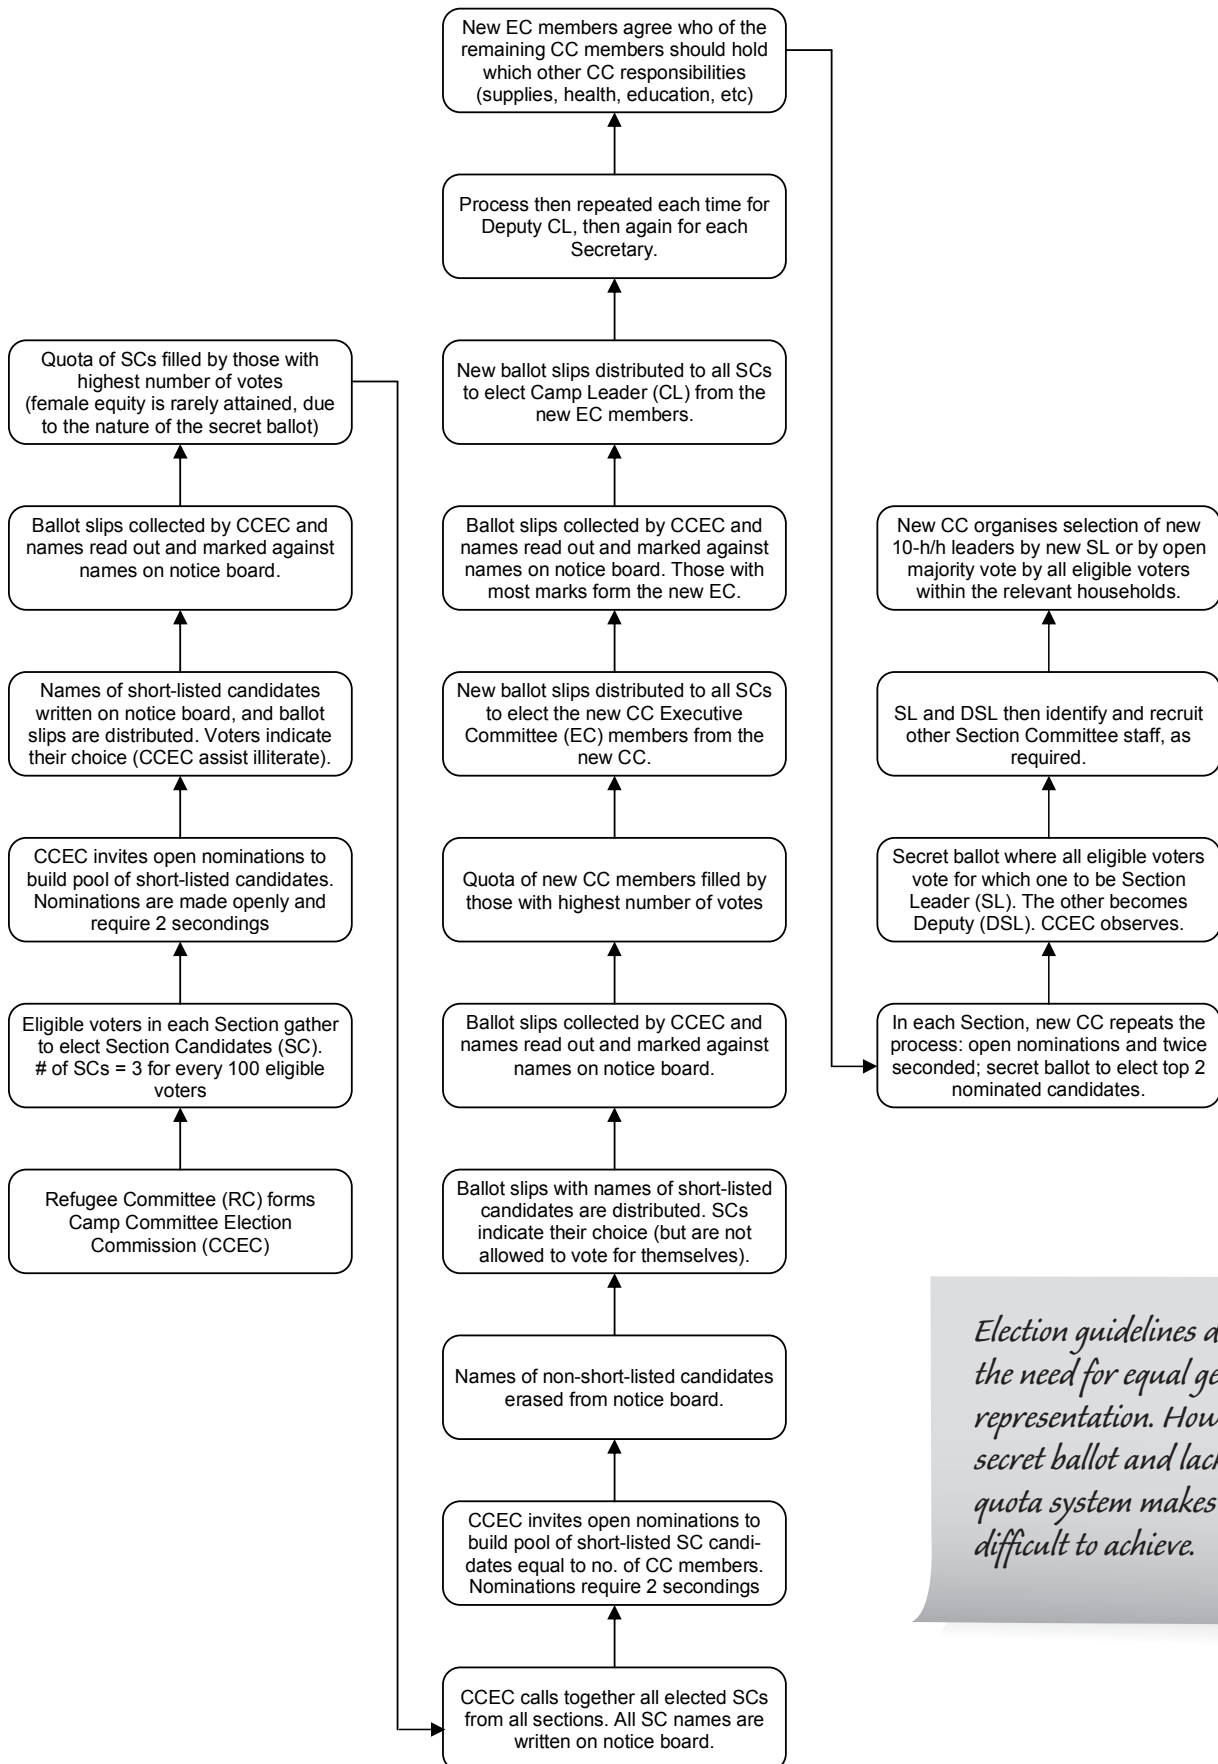 Refugee Committee (RC) forms
Camp Committee Election
Commission (CCEC)
Eligible voters in each Section gather
to elect Section Candidates (SC).
# of SCs = 3 for every 100 eligible
voters
CCEC invites open nominations to
build pool of short-listed candidates.
Nominations are made openly and
require 2 secondings
Names of short-listed candidates
written on notice board, and ballot
slips are distributed. Voters indicate
their choice (CCEC assist illiterate).
Ballot slips collected by CCEC and
names read out and marked against
names on notice board.
Quota of SCs filled by those with
highest number of votes
(female equity is rarely attained, due
to the nature of the secret ballot)
CCEC calls together all elected SCs
from all sections. All SC names are
written on notice board.
CCEC invites open nominations to
build pool of short-listed SC candi-
dates equal to no. of CC members.
Nominations require 2 secondings
Names of non-short-listed candidates
erased from notice board.
Ballot slips with names of short-listed
candidates are distributed. SCs
indicate their choice (but are not
allowed to vote for themselves).
Ballot slips collected by CCEC and
names read out and marked against
names on notice board.
Quota of new CC members filled by
those with highest number of votes
New ballot slips distributed to all SCs
to elect the new CC Executive
Committee (EC) members from the
new CC.
Ballot slips collected by CCEC and
names read out and marked against
names on notice board. Those with
most marks form the new EC.
New ballot slips distributed to all SCs
to elect Camp Leader (CL) from the
new EC members.
Process then repeated each time for
Deputy CL, then again for each
Secretary.
New EC members agree who of the
remaining CC members should hold
which other CC responsibilities
(supplies, health, education, etc)
In each Section, new CC repeats the
process: open nominations and twice
seconded; secret ballot to elect top 2
nominated candidates.
Secret ballot where all eligible voters
vote for which one to be Section
Leader (SL). The other becomes
Deputy (DSL). CCEC observes.
SL and DSL then identify and recruit
other Section Committee staff, as
required.
New CC organises selection of new
10-h/h leaders by new SL or by open
majority vote by all eligible voters
within the relevant households.
Election guidelines
the need for equal
representation.
secret ballot and
quota system makes
difficult to achieve.